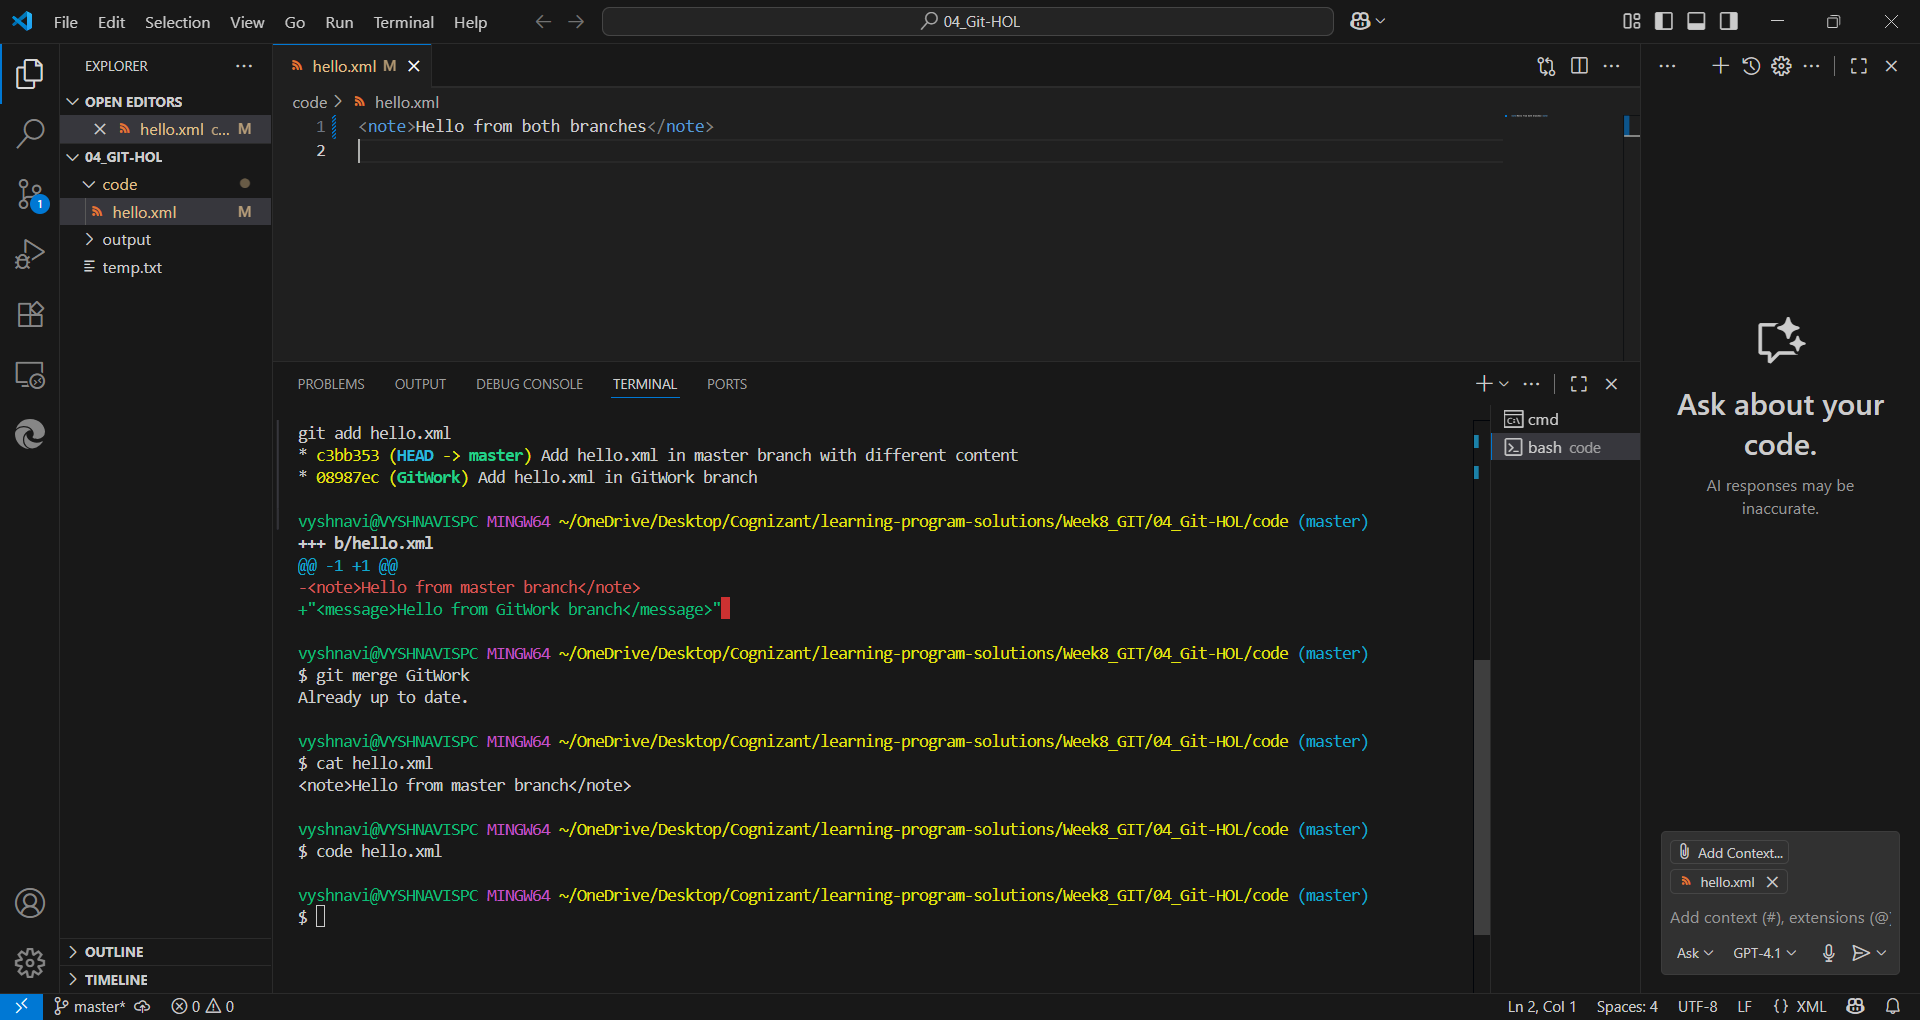 File Edit Selection View Go Run Terminal Help
04_Git-HOL
EXPLORER
OPEN EDITORS
hello.xml c... M
04_GIT-HOL
code
hello.xml M
output
temp.txt
OUTLINE
TIMELINE
hello.xml M
code > hello.xml
1 <note>Hello from both branches</note>
2
PROBLEMS OUTPUT DEBUG CONSOLE TERMINAL PORTS
git add hello.xml
* c3bb353 (HEAD -> master) Add hello.xml in master branch with different content
* 08987ec (GitWork) Add hello.xml in GitWork branch
vyshnavi@VYSHNAVISPC MINGW64 ~/OneDrive/Desktop/Cognizant/learning-program-solutions/Week8_GIT/04_Git-HOL/code (master)
+++ b/hello.xml
@@ -1 +1 @@
-<note>Hello from master branch</note>
+"<message>Hello from GitWork branch</message>"
vyshnavi@VYSHNAVISPC MINGW64 ~/OneDrive/Desktop/Cognizant/learning-program-solutions/Week8_GIT/04_Git-HOL/code (master)
$ git merge GitWork
Already up to date.
vyshnavi@VYSHNAVISPC MINGW64 ~/OneDrive/Desktop/Cognizant/learning-program-solutions/Week8_GIT/04_Git-HOL/code (master)
$ cat hello.xml
<note>Hello from master branch</note>
vyshnavi@VYSHNAVISPC MINGW64 ~/OneDrive/Desktop/Cognizant/learning-program-solutions/Week8_GIT/04_Git-HOL/code (master)
$ code hello.xml
vyshnavi@VYSHNAVISPC MINGW64 ~/OneDrive/Desktop/Cognizant/learning-program-solutions/Week8_GIT/04_Git-HOL/code (master)
$
cmd
bash code
Ask about your
code.
AI responses may be
inaccurate.
Add Context...
hello.xml
Add context (#), extensions (@
Ask GPT-4.1
1
master* 0 0
Ln 2, Col 1 Spaces: 4 UTF-8 LF {} XML